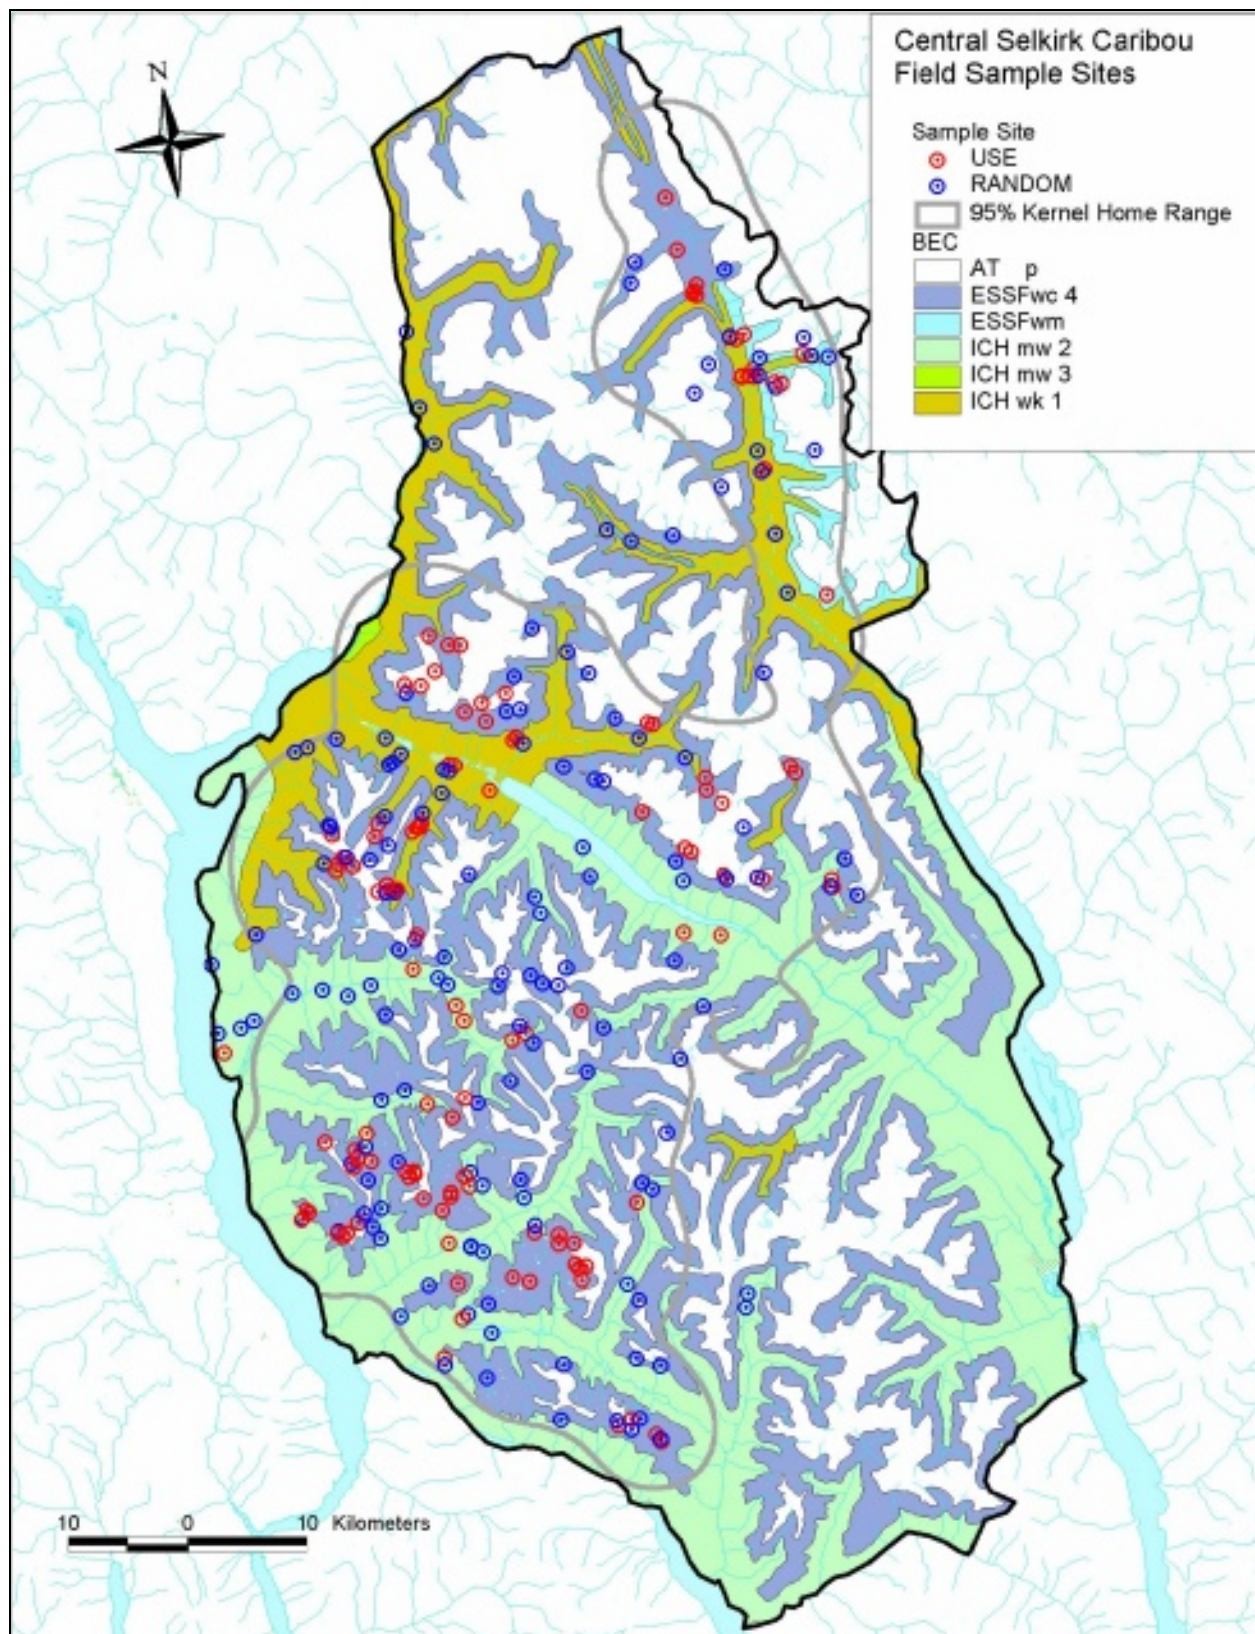 Central Selkirk Caribou
Field Sample Sites
N
Sample Site
USE
RANDOM
95% Kernel Home Range
BEC
AT p
ESSFwc 4
ESSFwm
ICH mw 2
ICH mw 3
ICH wk 1
10 0 10 Kilometers